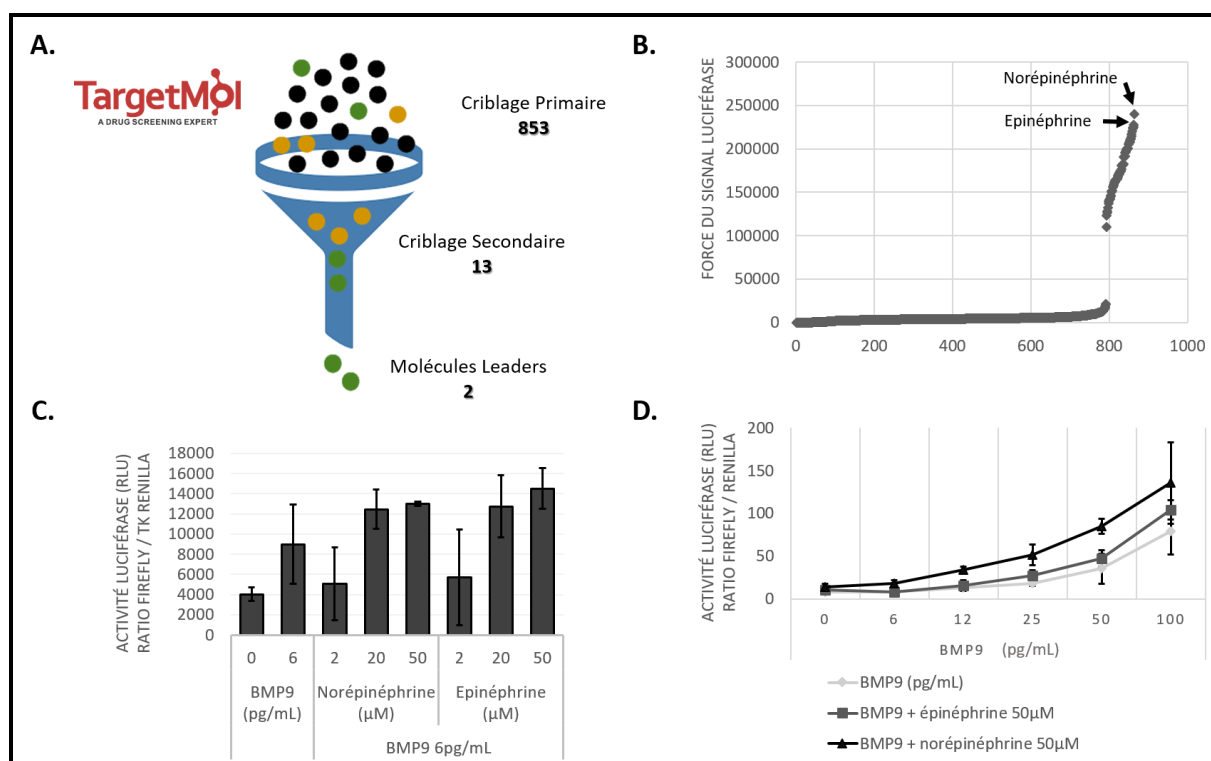 A.
TargetMol
A DRUG SCREENING EXPERT
Criblage Primaire
853
Criblage Secondaire
13
Molécules Leaders
2
B.
FORCE DU SIGNAL LUCIFÉRASE
300000
250000
200000
150000
100000
50000
0
Norépinéphrine
Epinéphrine
0 200 400 600 800 1000
C.
ACTIVITÉ LUCIFÉRASE (RLU)
RATIO FIREFLY / TK RENILLA
18000
16000
14000
12000
10000
8000
6000
4000
2000
0
0 6 2 20 50 2 20 50
BMP9 Norépinéphrine Epinéphrine
(pg/mL) (µM) (µM)
BMP9 6pg/mL
D.
ACTIVITÉ LUCIFÉRASE (RLU)
RATIO FIREFLY / RENILLA
200
150
100
50
0
0 6 12 25 50 100
BMP9 (pg/mL)
BMP9 (pg/mL)
BMP9 + épinéphrine 50µM
BMP9 + norépinéphrine 50µM